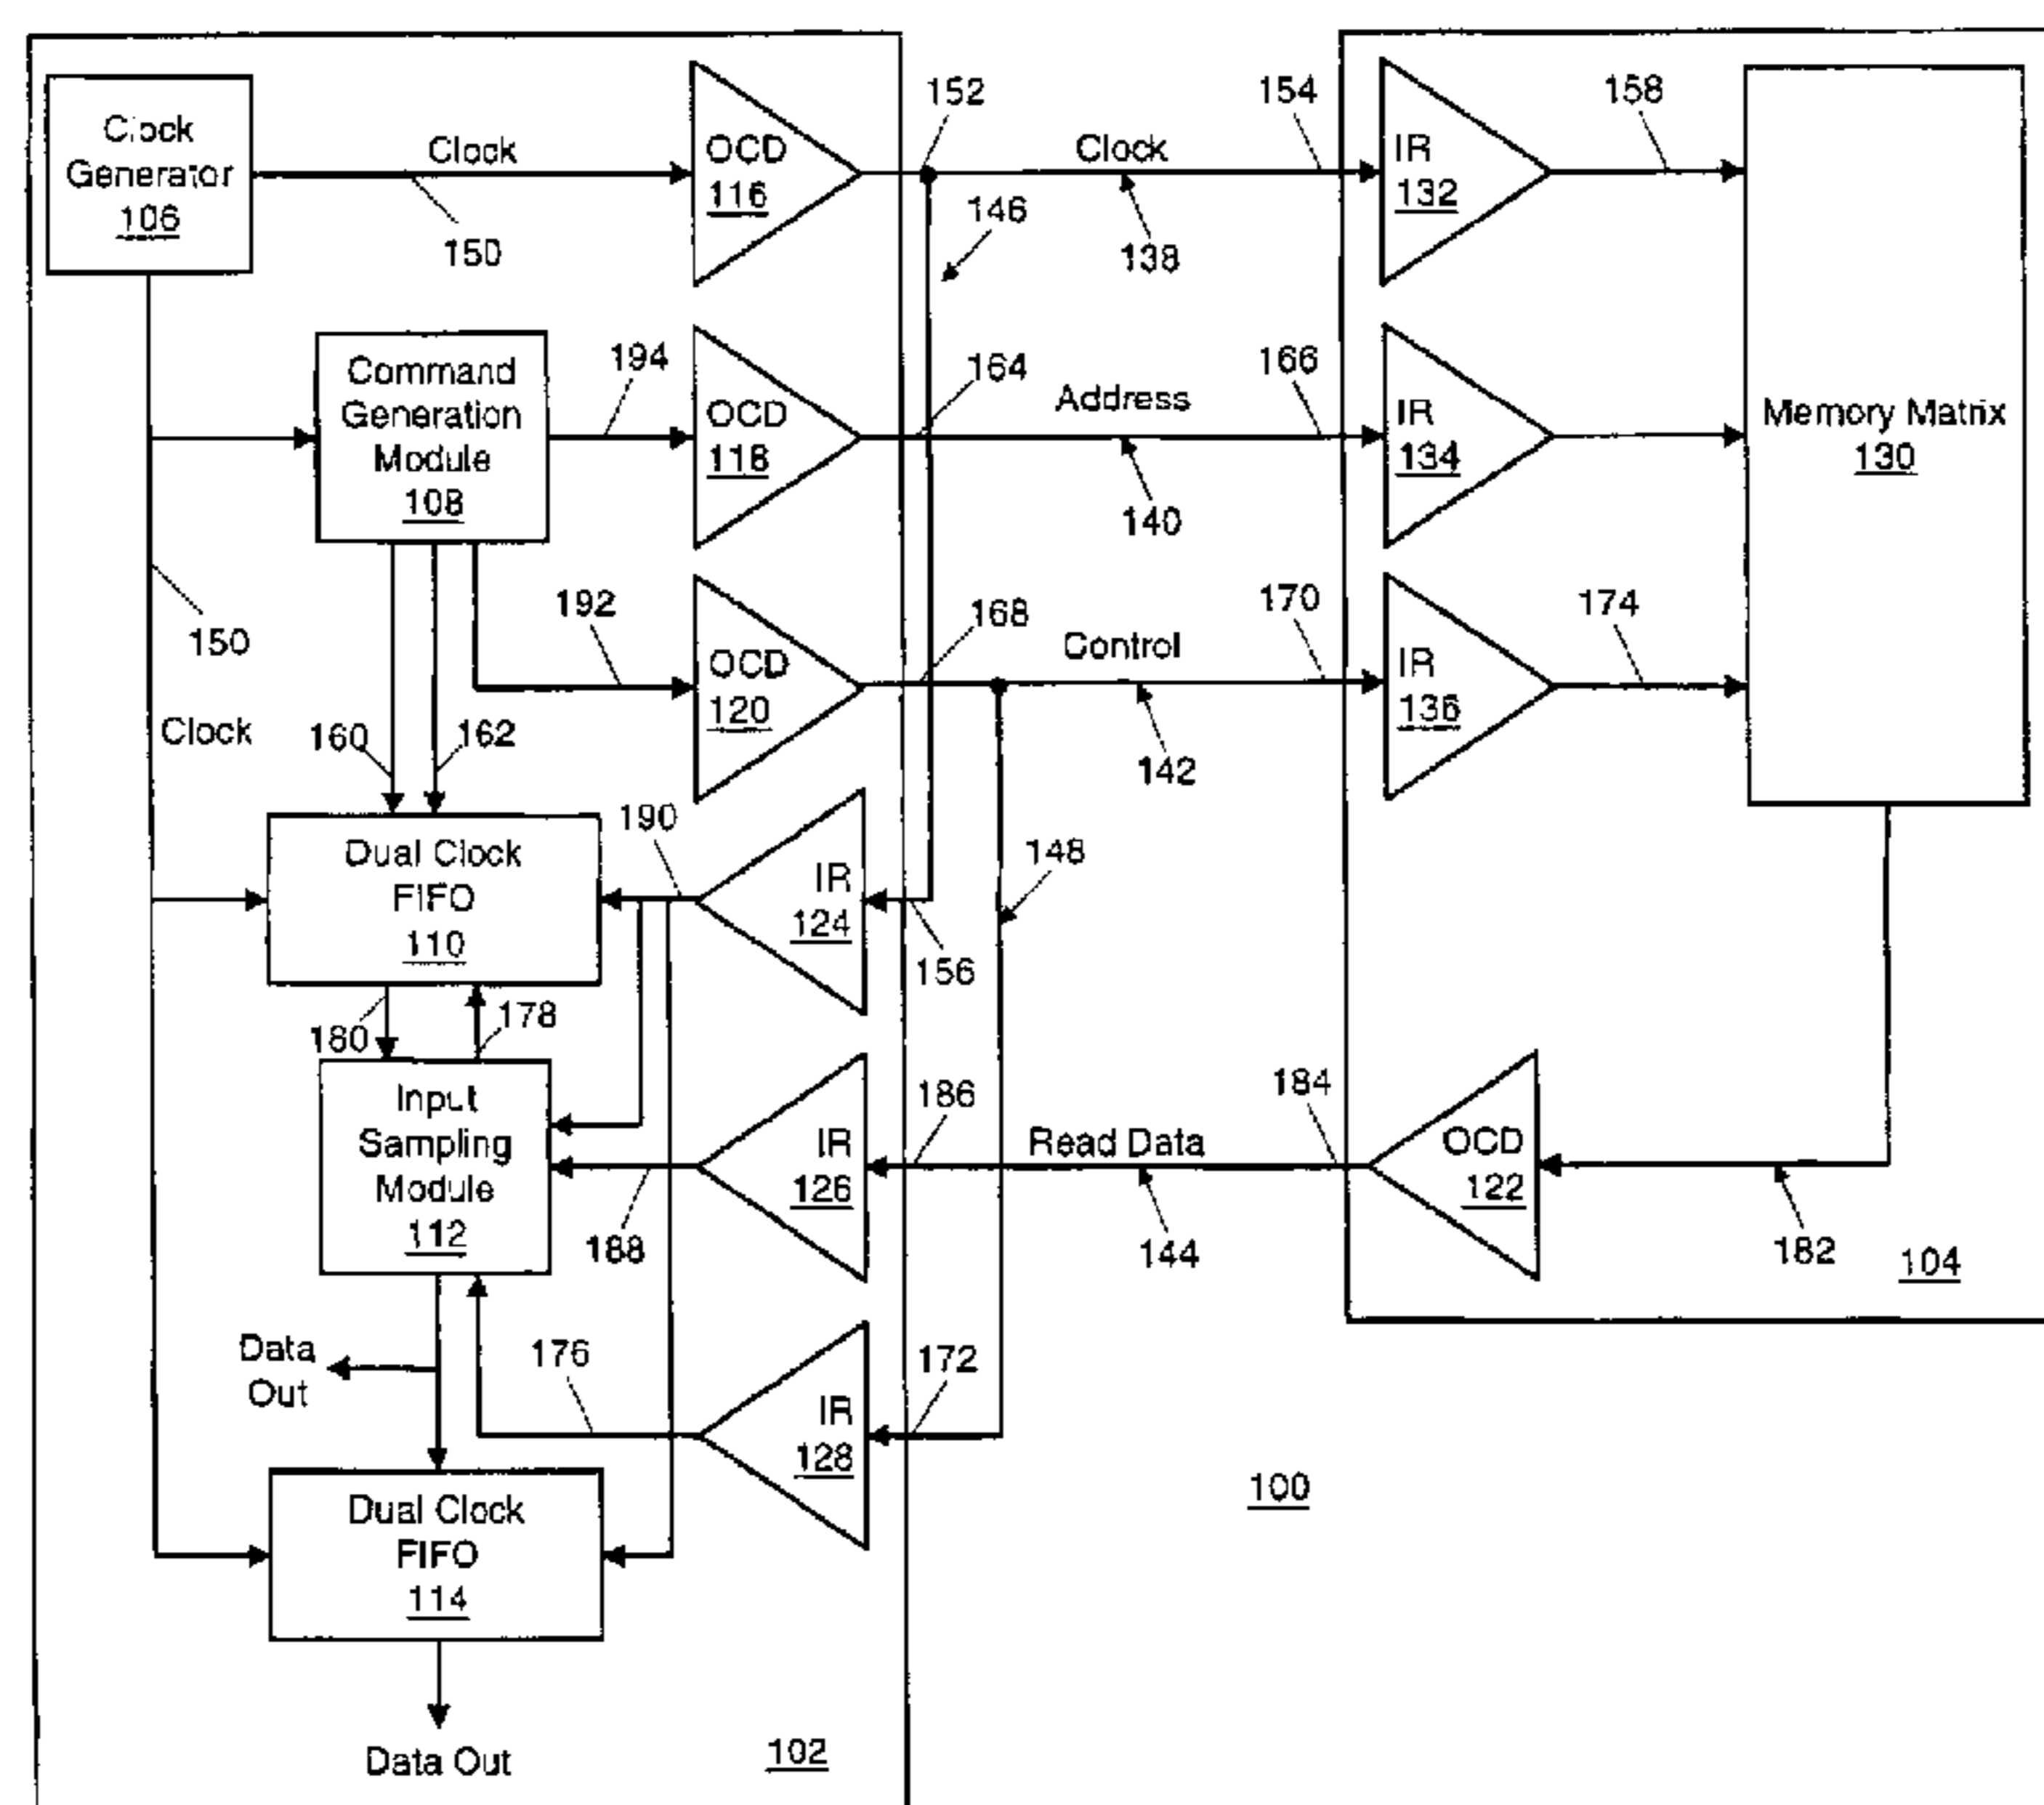 Clock
Generator
106
Clock
150
OCD
116
152
Clock
138
146
154
IR
132
158
Memory Matrix
130
Command
Generation
Module
108
194
OCD
118
164
Address
140
166
IR
134
150
Clock
160
162
192
OCD
120
168
Control
142
170
IR
136
174
Dual Clock
FIFO
110
190
IR
124
156
148
180
178
Input
Sampling
Module
112
188
IR
126
186
Read Data
144
184
OCD
122
182
104
Data
Out
176
IR
128
172
100
Dual Clock
FIFO
114
Data Out
102